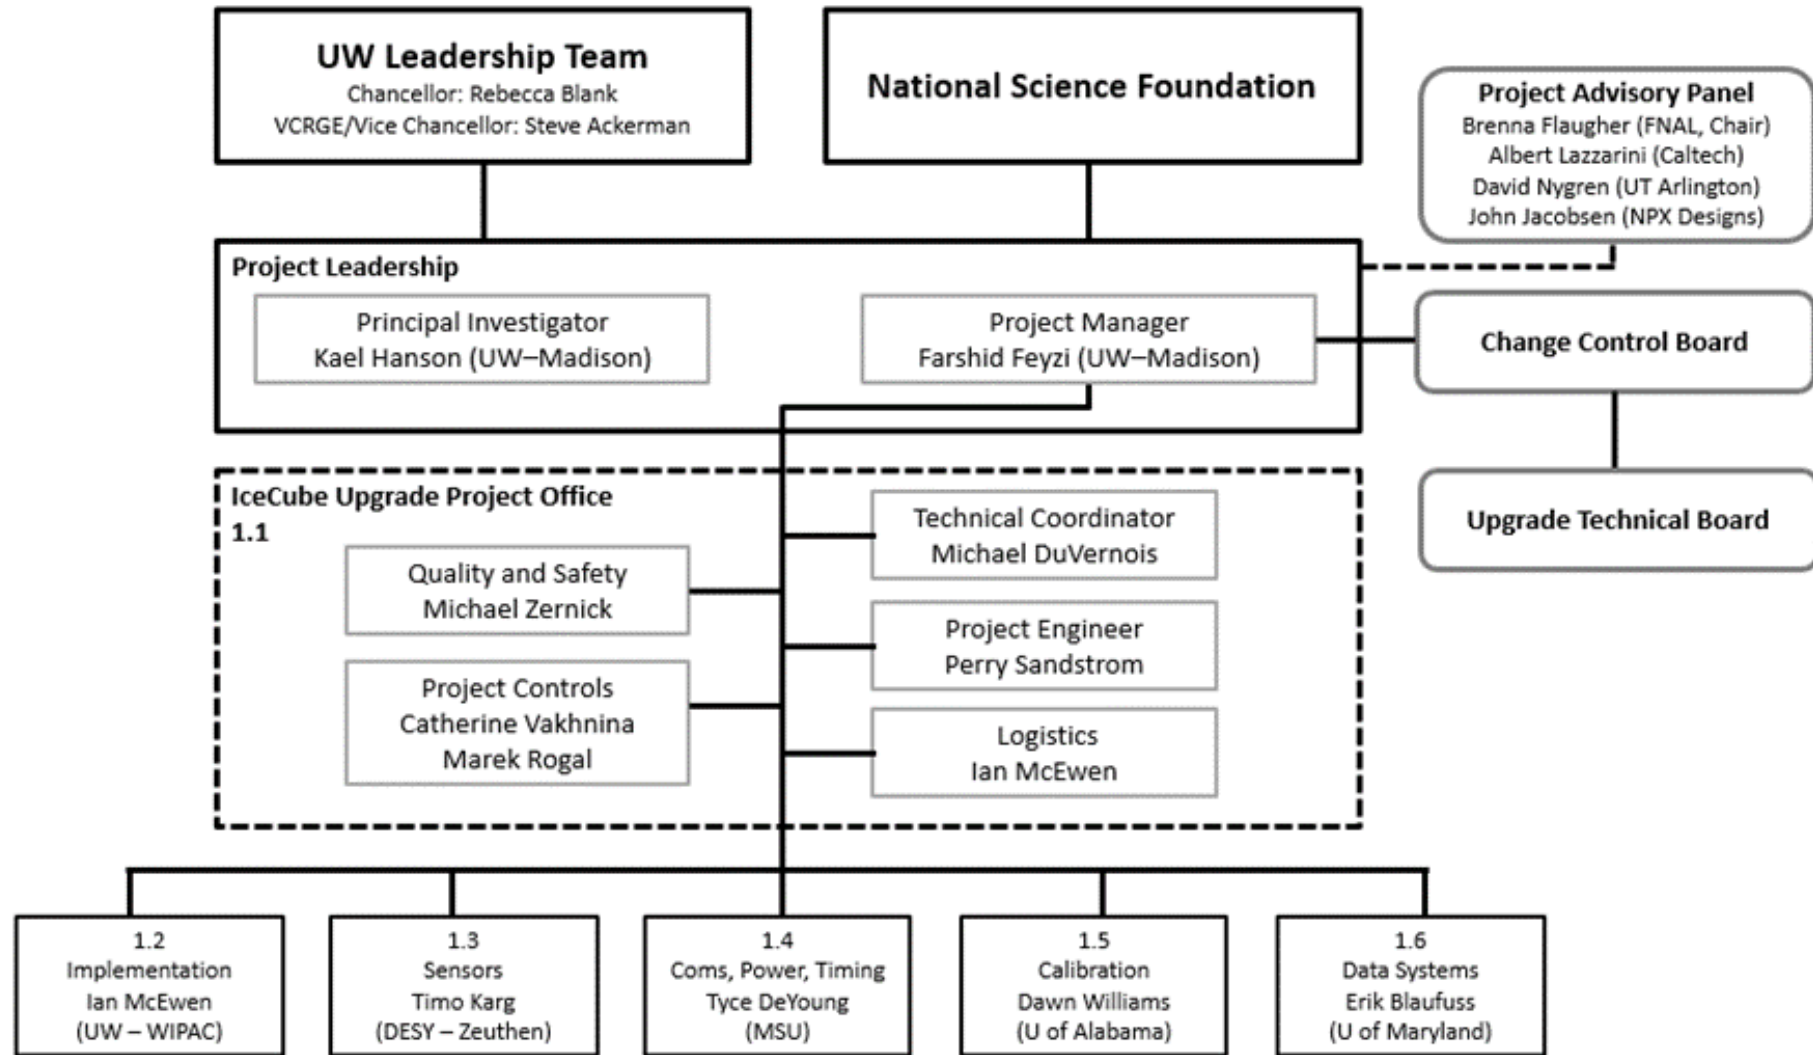 UW Leadership Team
Chancellor: Rebecca Blank
VCRGE/Vice Chancellor: Steve Ackerman
National Science Foundation
Project Advisory Panel
Brenna Flaugher (FNAL, Chair)
Albert Lazzarini (Caltech)
David Nygren (UT Arlington)
John Jacobsen (NPX Designs)
Project Leadership
Principal Investigator
Kael Hanson (UW–Madison)
Project Manager
Farshid Feyzi (UW–Madison)
Change Control Board
Upgrade Technical Board
IceCube Upgrade Project Office
1.1
Quality and Safety
Michael Zernick
Project Controls
Catherine Vakhnina
Marek Rogal
Technical Coordinator
Michael DuVernois
Project Engineer
Perry Sandstrom
Logistics
Ian McEwen
1.2
Implementation
Ian McEwen
(UW – WIPAC)
1.3
Sensors
Timo Karg
(DESY – Zeuthen)
1.4
Coms, Power, Timing
Tyce DeYoung
(MSU)
1.5
Calibration
Dawn Williams
(U of Alabama)
1.6
Data Systems
Erik Blaufuss
(U of Maryland)